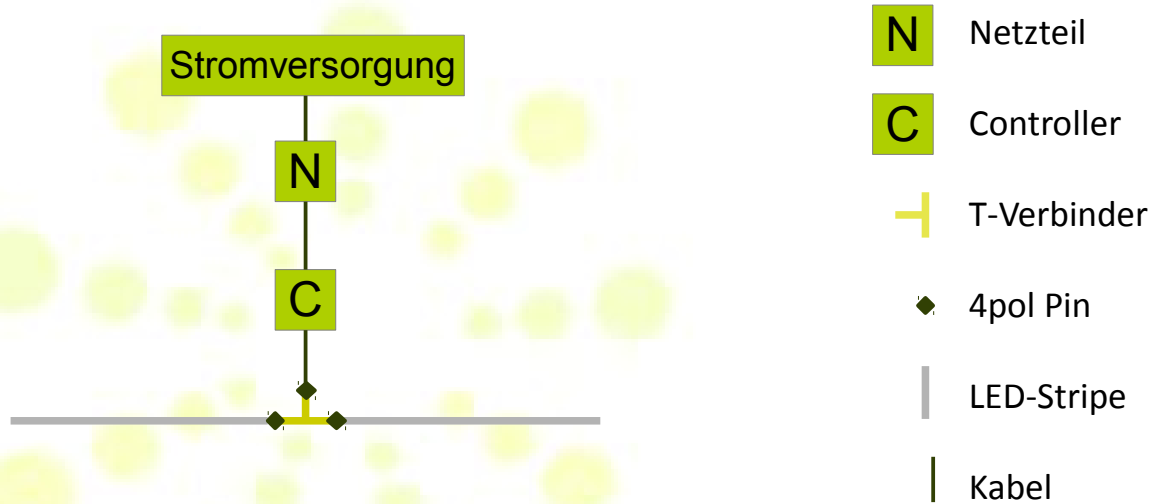 Stromversorgung
N
C
N Netzteil
C Controller
T-Verbinder
4pol Pin
LED-Stripe
Kabel